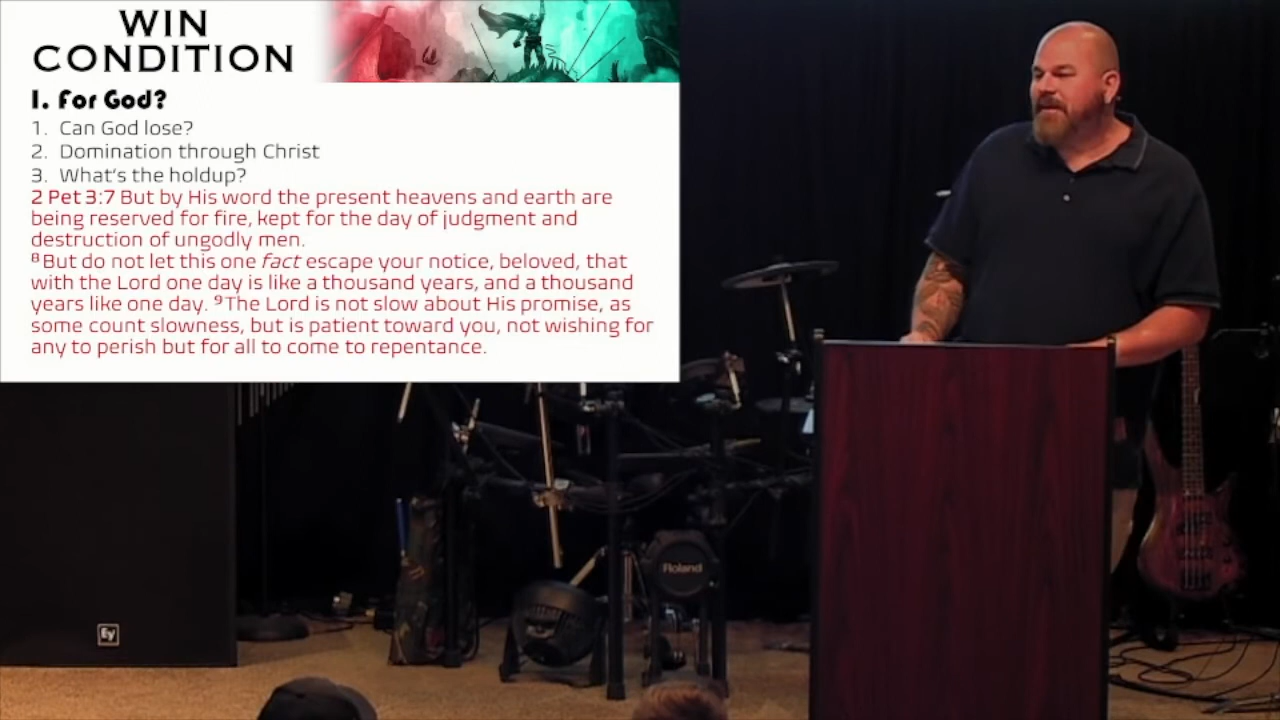 WIN
CONDITION
1. For God?
1. Can God lose?
2. Domination through Christ
3. What's the holdup?
2 Pet 3:7 But by His word the present heavens and earth are
being reserved for fire, kept for the day of judgment and
destruction of ungodly men.
8 But do not let this one fact escape your notice, beloved, that
with the Lord one day is like a thousand years, and a thousand
years like one day. 9 The Lord is not slow about His promise, as
some count slowness, but is patient toward you, not wishing for
any to perish but for all to come to repentance.
Roland
EV